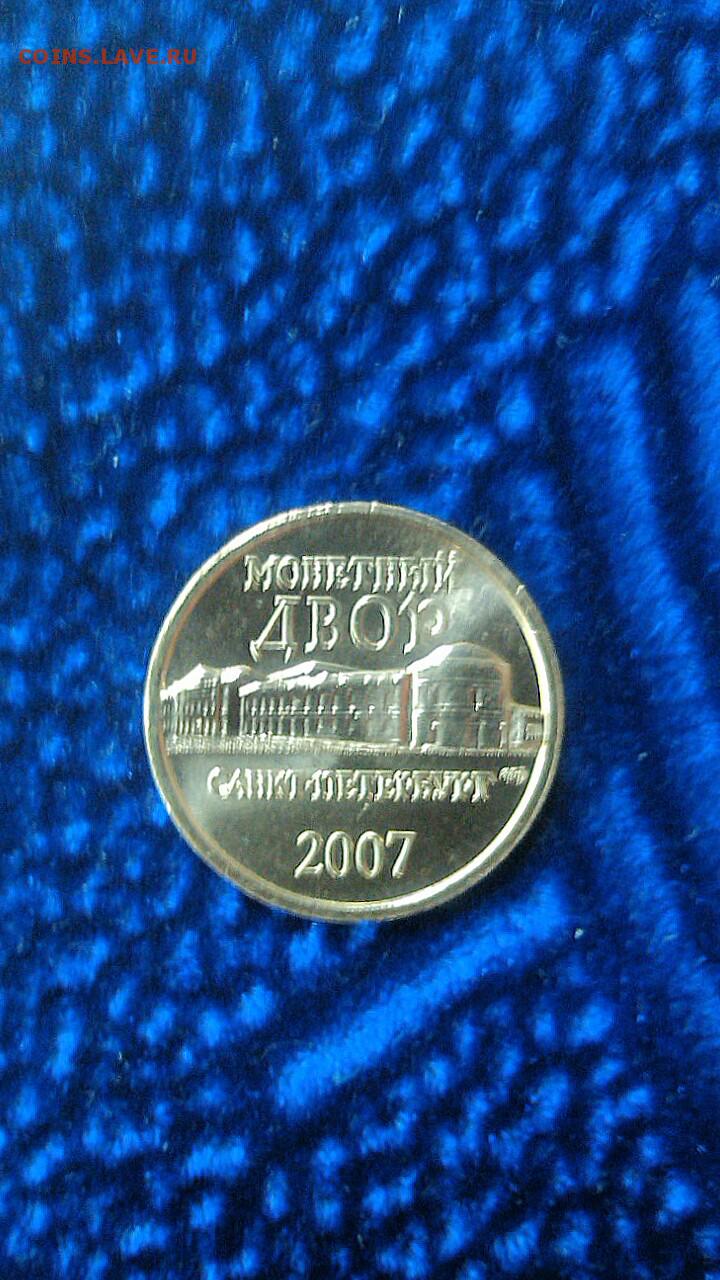 COINS.LAVE.RU
МОНЕТНЫЙ
ДВОР
САНКТ-ПЕТЕРБУРГ
2007